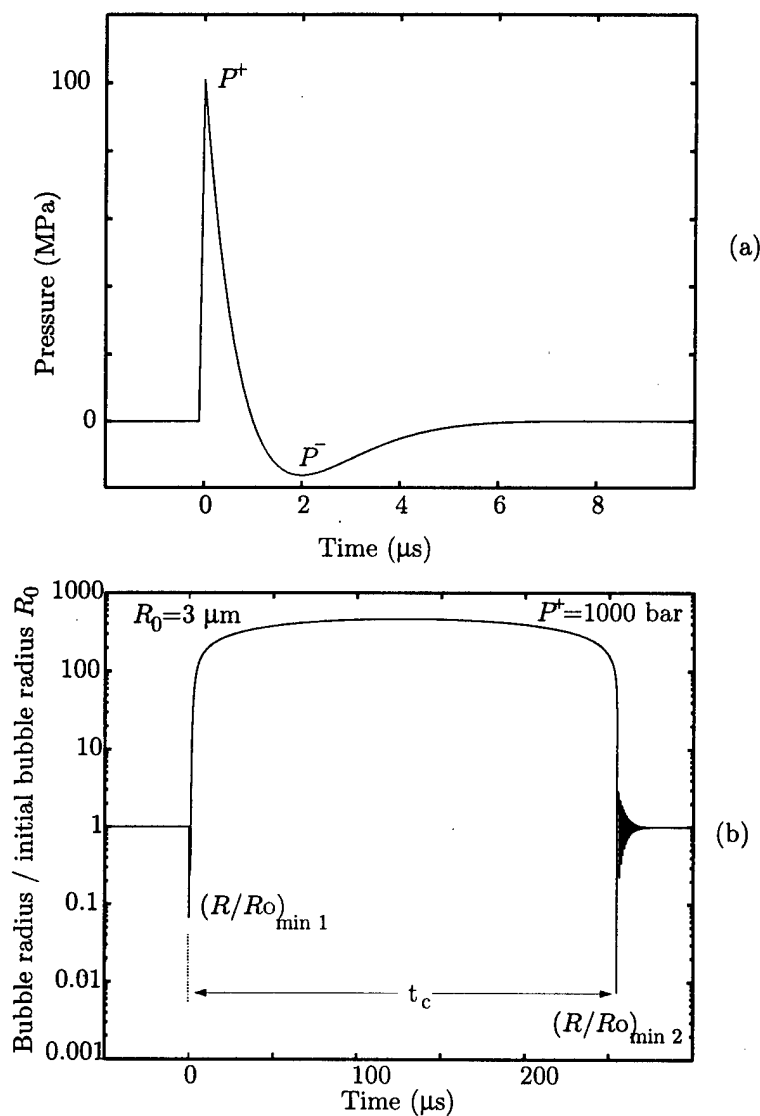 100
P⁺
Pressure (MPa)
(a)
0
P⁻
0
2
4
6
8
Time (μs)
1000
R₀=3 μm
P⁺=1000 bar
100
10
1
0.1
0.01
0.001
Bubble radius / initial bubble radius R₀
(b)
(R/Ro)min 1
t_c
(R/Ro)min 2
0
100
200
Time (μs)